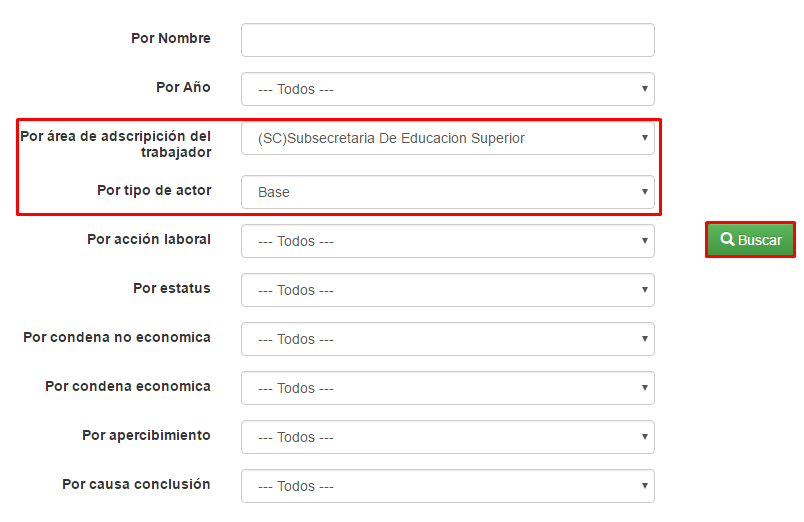 Por Nombre
Por Año
--- Todos ---
Por área de adscripición del
trabajador
(SC)Subsecretaria De Educacion Superior
Por tipo de actor
Base
Por acción laboral
--- Todos ---
Buscar
Por estatus
--- Todos ---
Por condena no economica
--- Todos ---
Por condena economica
--- Todos ---
Por apercibimiento
--- Todos ---
Por causa conclusión
--- Todos ---